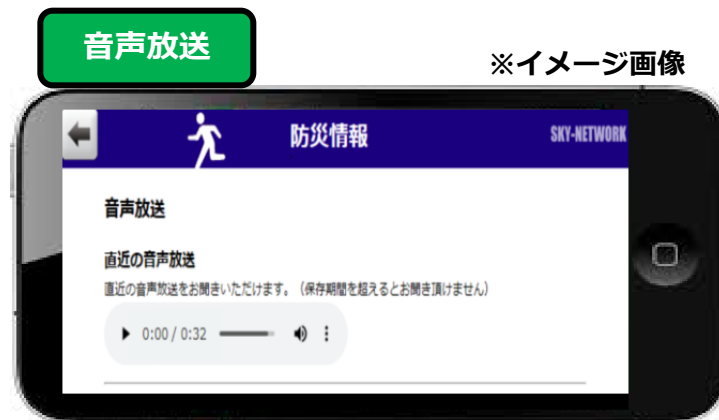 音声放送
※イメージ画像
防災情報
SKY-NETWORK
音声放送
直近の音声放送
直近の音声放送をお聞きいただけます。（保存期間を超えるとお聞き頂けません）
0:00 / 0:32